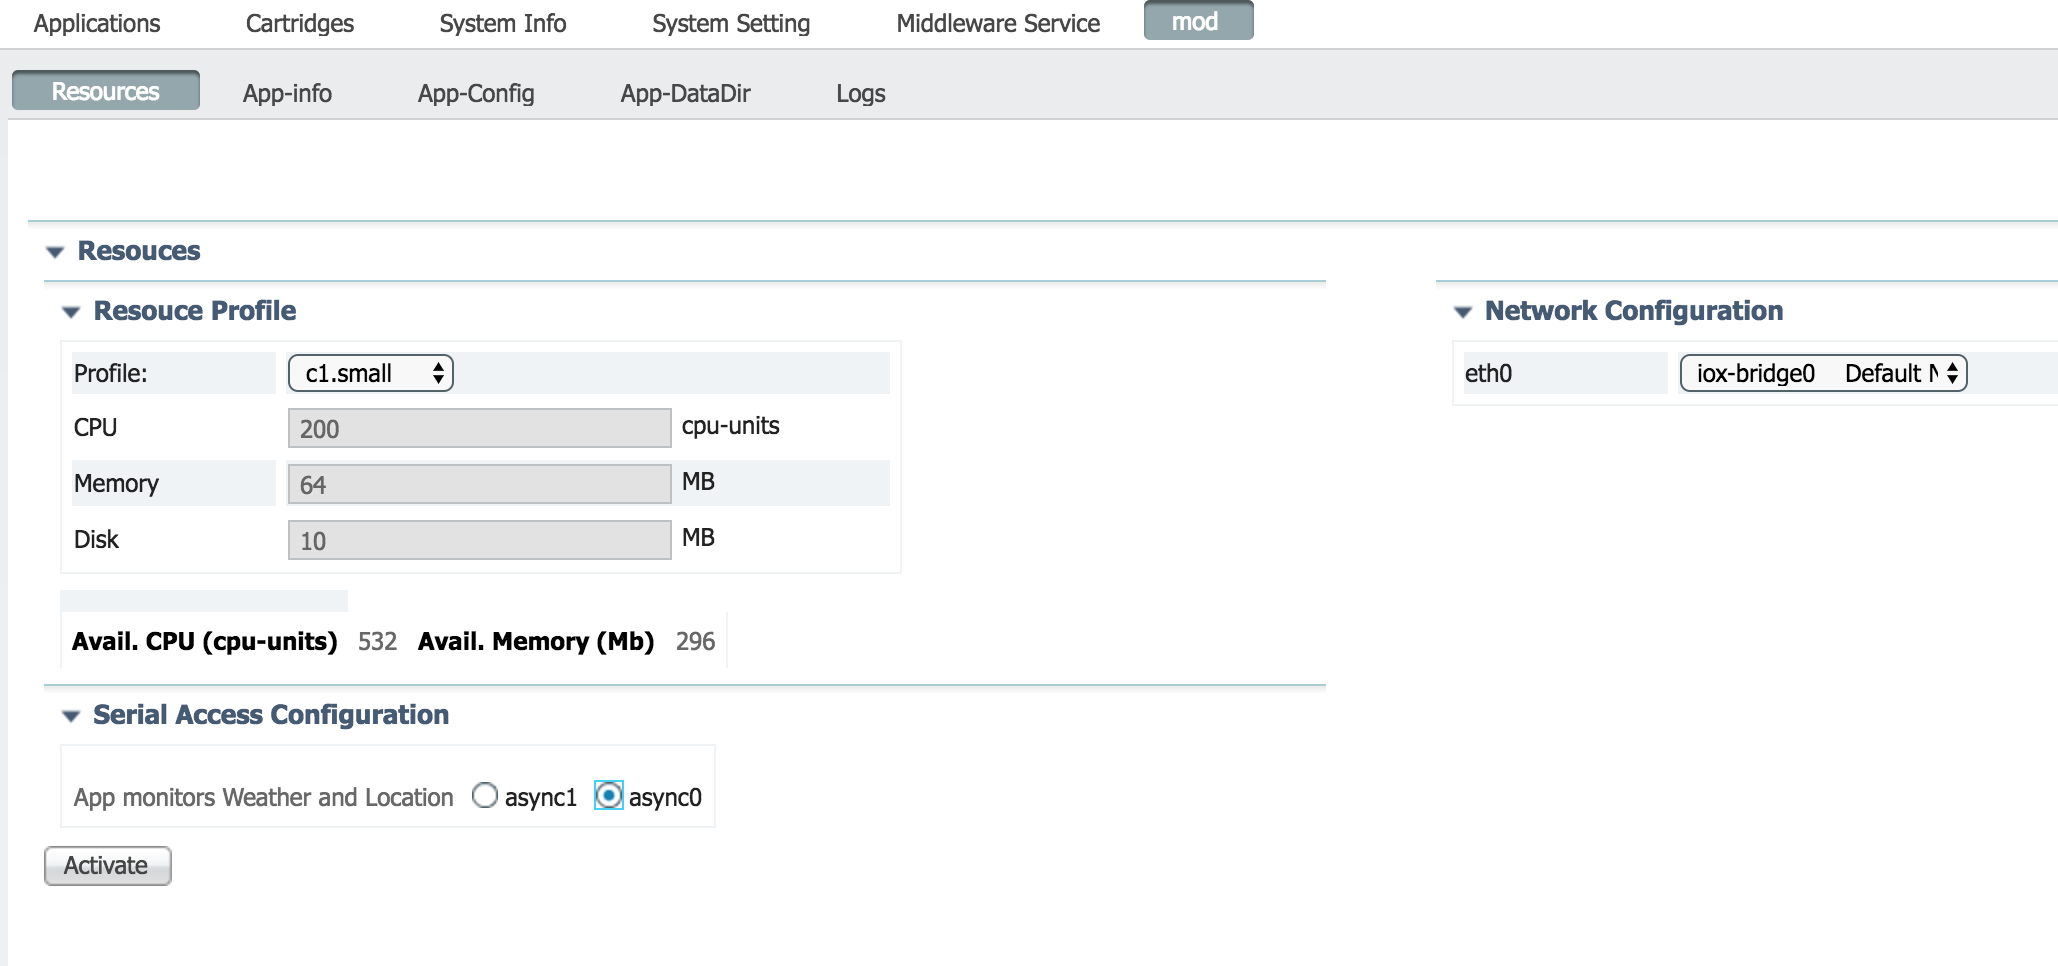 Applications Cartridges System Info System Setting Middleware Service mod
Resources App-info App-Config App-DataDir Logs
Resouces
Resouce Profile
Profile: c1.small
CPU 200 cpu-units
Memory 64 MB
Disk 10 MB
Avail. CPU (cpu-units) 532 Avail. Memory (Mb) 296
Serial Access Configuration
App monitors Weather and Location async1 async0
Activate
Network Configuration
eth0 iox-bridge0 Default